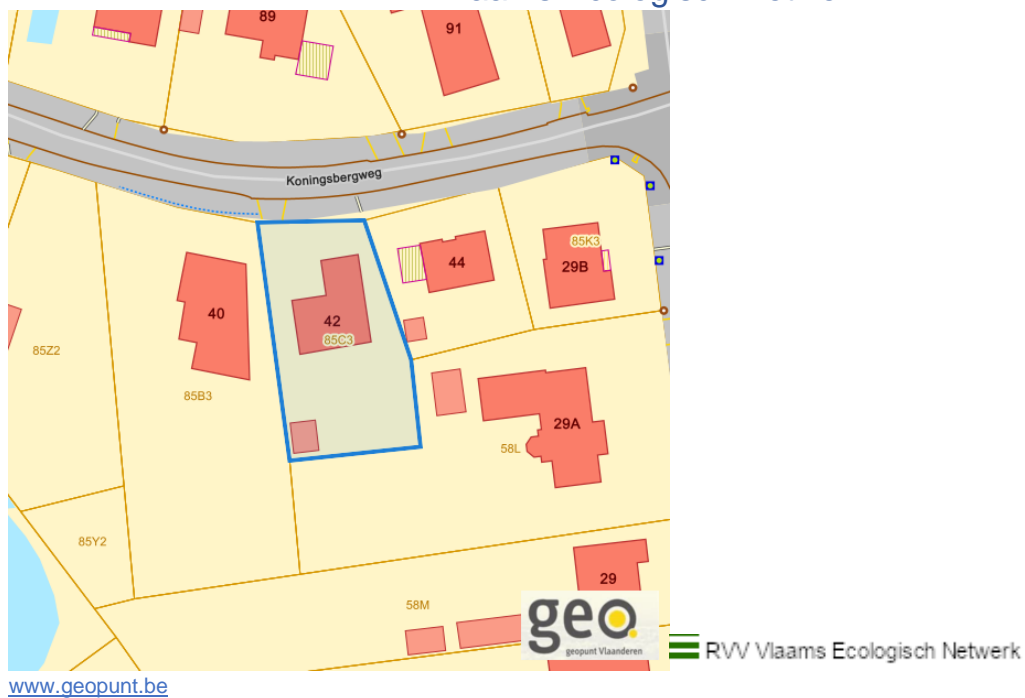 89
91
Koningsbergweg
85K3
44
29B
40
42
85C3
85Z2
85B3
29A
58L
85Y2
29
58M
geo
geopunt Vlaanderen
RVV Vlaams Ecologisch Netwerk
www.geopunt.be